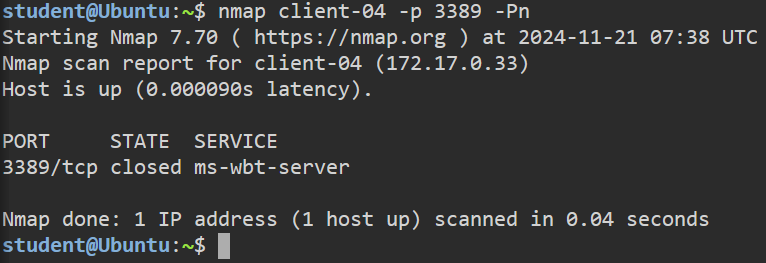 student@Ubuntu:~$ nmap client-04 -p 3389 -Pn
Starting Nmap 7.70 ( https://nmap.org ) at 2024-11-21 07:38 UTC
Nmap scan report for client-04 (172.17.0.33)
Host is up (0.000090s latency).
PORT     STATE  SERVICE
3389/tcp closed ms-wbt-server
Nmap done: 1 IP address (1 host up) scanned in 0.04 seconds
student@Ubuntu:~$